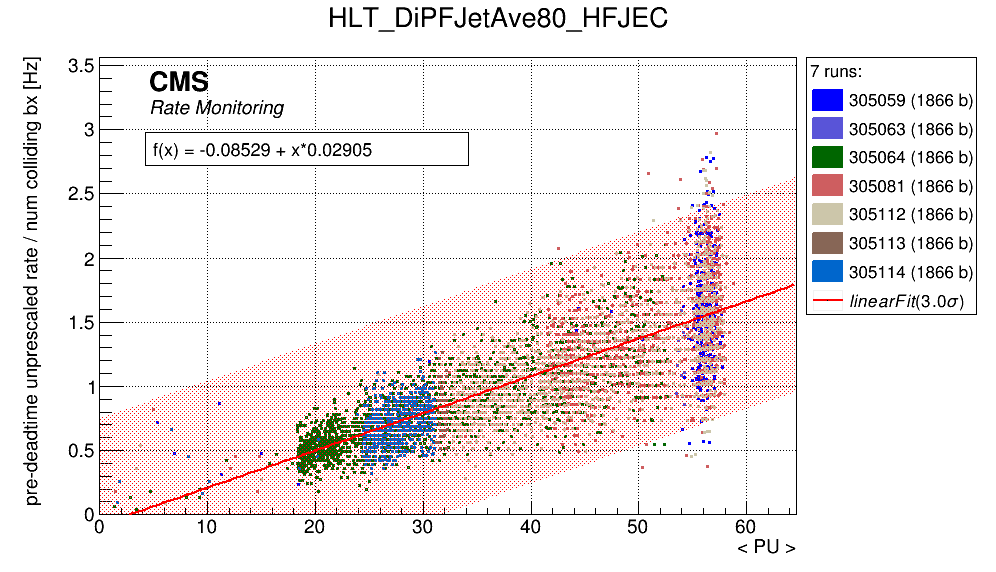 HLT_DiPFJetAve80_HFJEC
pre-deadtime unprescaled rate / num colliding bx [Hz]
CMS
Rate Monitoring
f(x) = -0.08529 + x*0.02905
3.5
3
2.5
2
1.5
1
0.5
0
0
10
20
30
40
50
60
< PU >
7 runs:
305059 (1866 b)
305063 (1866 b)
305064 (1866 b)
305081 (1866 b)
305112 (1866 b)
305113 (1866 b)
305114 (1866 b)
linearFit(3.0σ)